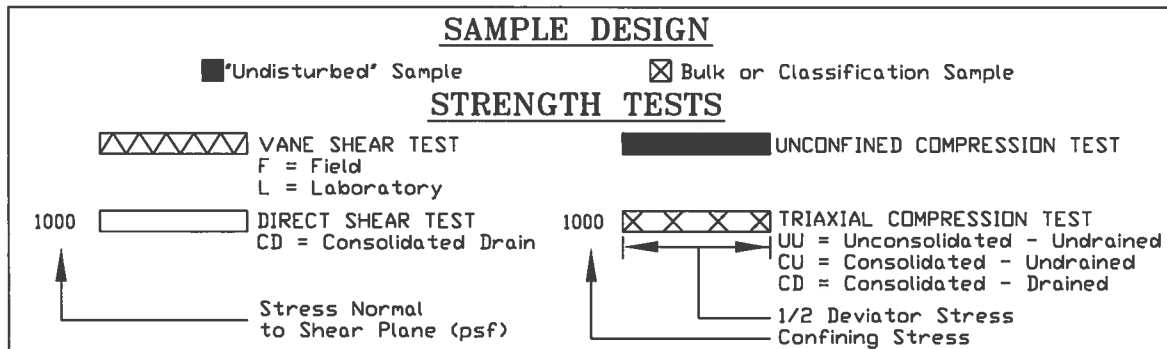 SAMPLE DESIGN
"Undisturbed" Sample
Bulk or Classification Sample
STRENGTH TESTS
VANE SHEAR TEST
F = Field
L = Laboratory
UNCONFINED COMPRESSION TEST
1000
DIRECT SHEAR TEST
CD = Consolidated Drain
Stress Normal
to Shear Plane (psf)
1000
TRIAXIAL COMPRESSION TEST
UU = Unconsolidated - Undrained
CU = Consolidated - Undrained
CD = Consolidated - Drained
1/2 Deviator Stress
Confining Stress